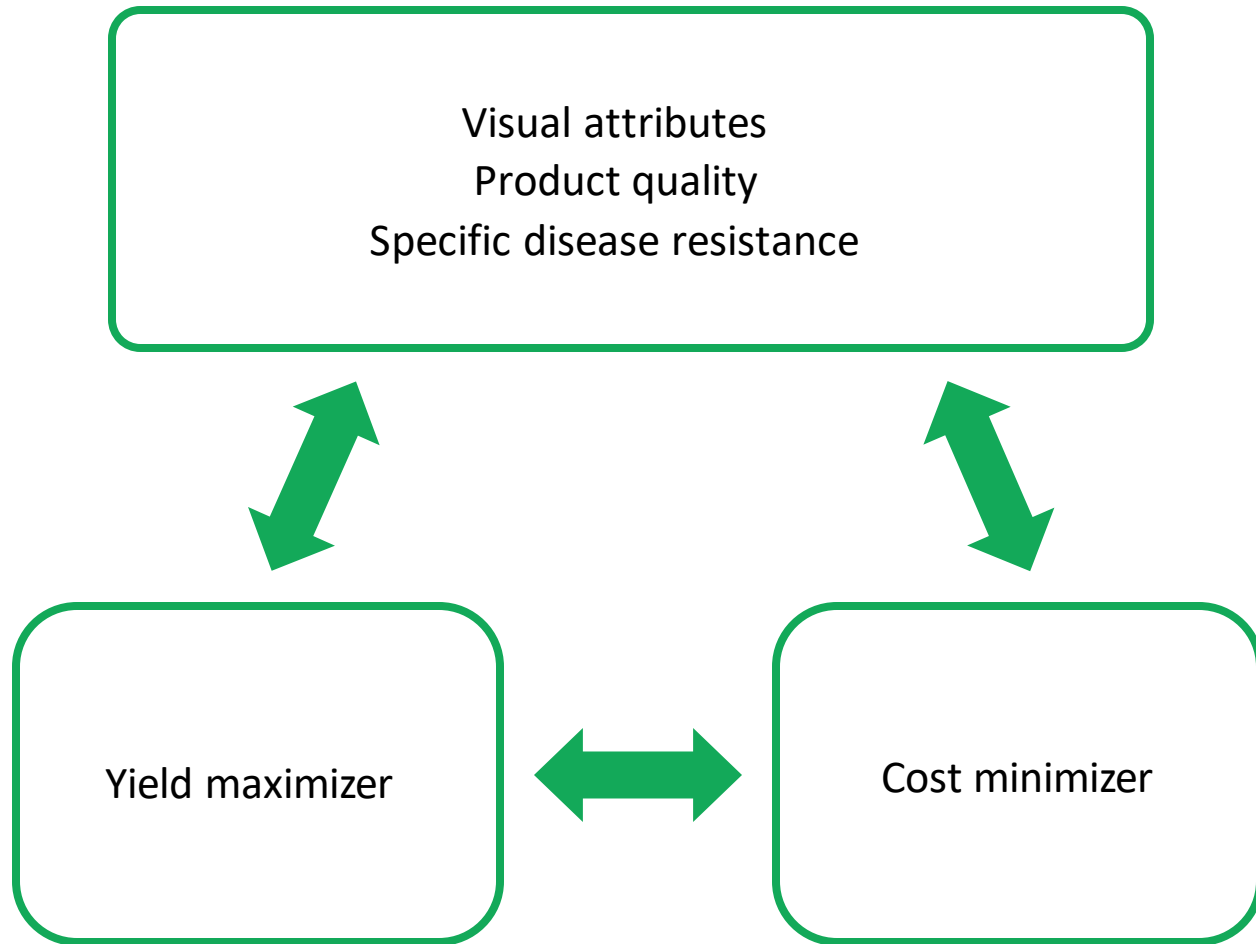 Visual attributes
Product quality
Specific disease resistance
Yield maximizer
Cost minimizer